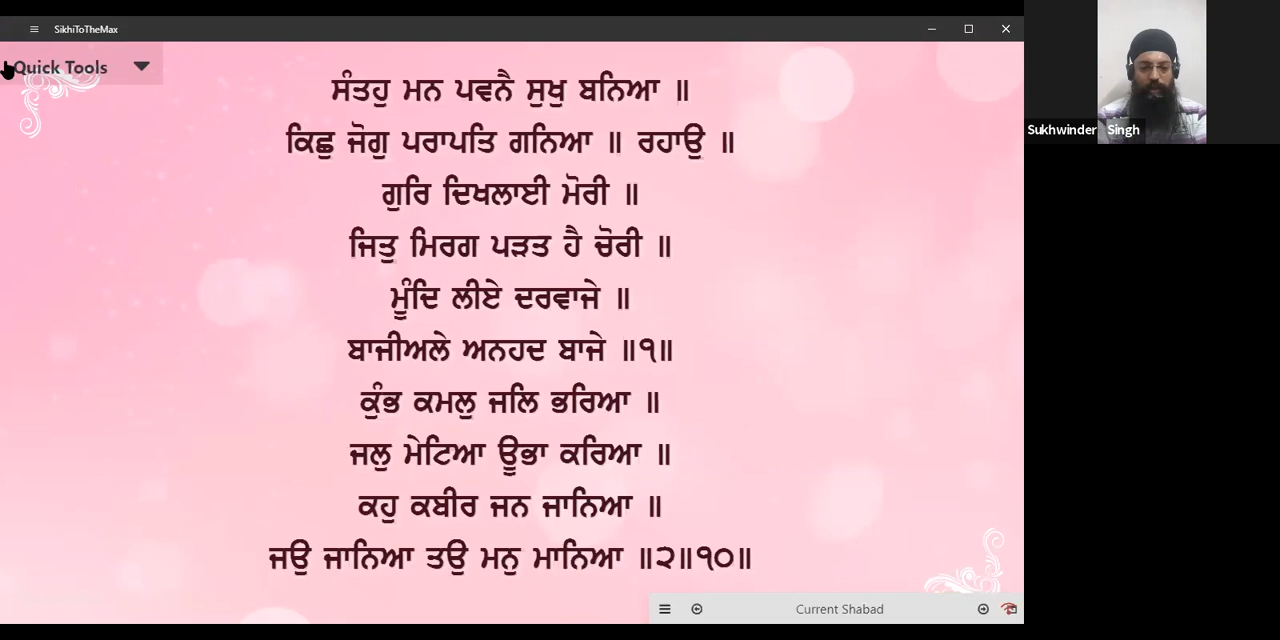 SikhiToTheMax
Quick Tools
ਸੰਤਹੁ ਮਨ ਪਵਨੈ ਸੁਖੁ ਬਨਿਆ ॥
ਕਿਛੁ ਜੋਗੁ ਪਰਾਪਤਿ ਗਨਿਆ ॥ ਰਹਾਉ ॥
ਗੁਰਿ ਦਿਖਲਾਈ ਮੋਰੀ ॥
ਜਿਤੁ ਮਿਰਗ ਪੜਤ ਹੈ ਚੋਰੀ ॥
ਮੂੰਦਿ ਲੀਏ ਦਰਵਾਜੇ ॥
ਬਾਜੀਅਲੇ ਅਨਹਦ ਬਾਜੇ ॥੧॥
ਕੁੰਭ ਕਮਲੁ ਜਲਿ ਭਰਿਆ ॥
ਜਲੁ ਮੇਟਿਆ ਊਭਾ ਕਰਿਆ ॥
ਕਹੁ ਕਬੀਰ ਜਨ ਜਾਨਿਆ ॥
ਜਉ ਜਾਨਿਆ ਤਉ ਮਨੁ ਮਾਨਿਆ ॥੨॥੧੦॥
Current Shabad
Sukhwinder Singh